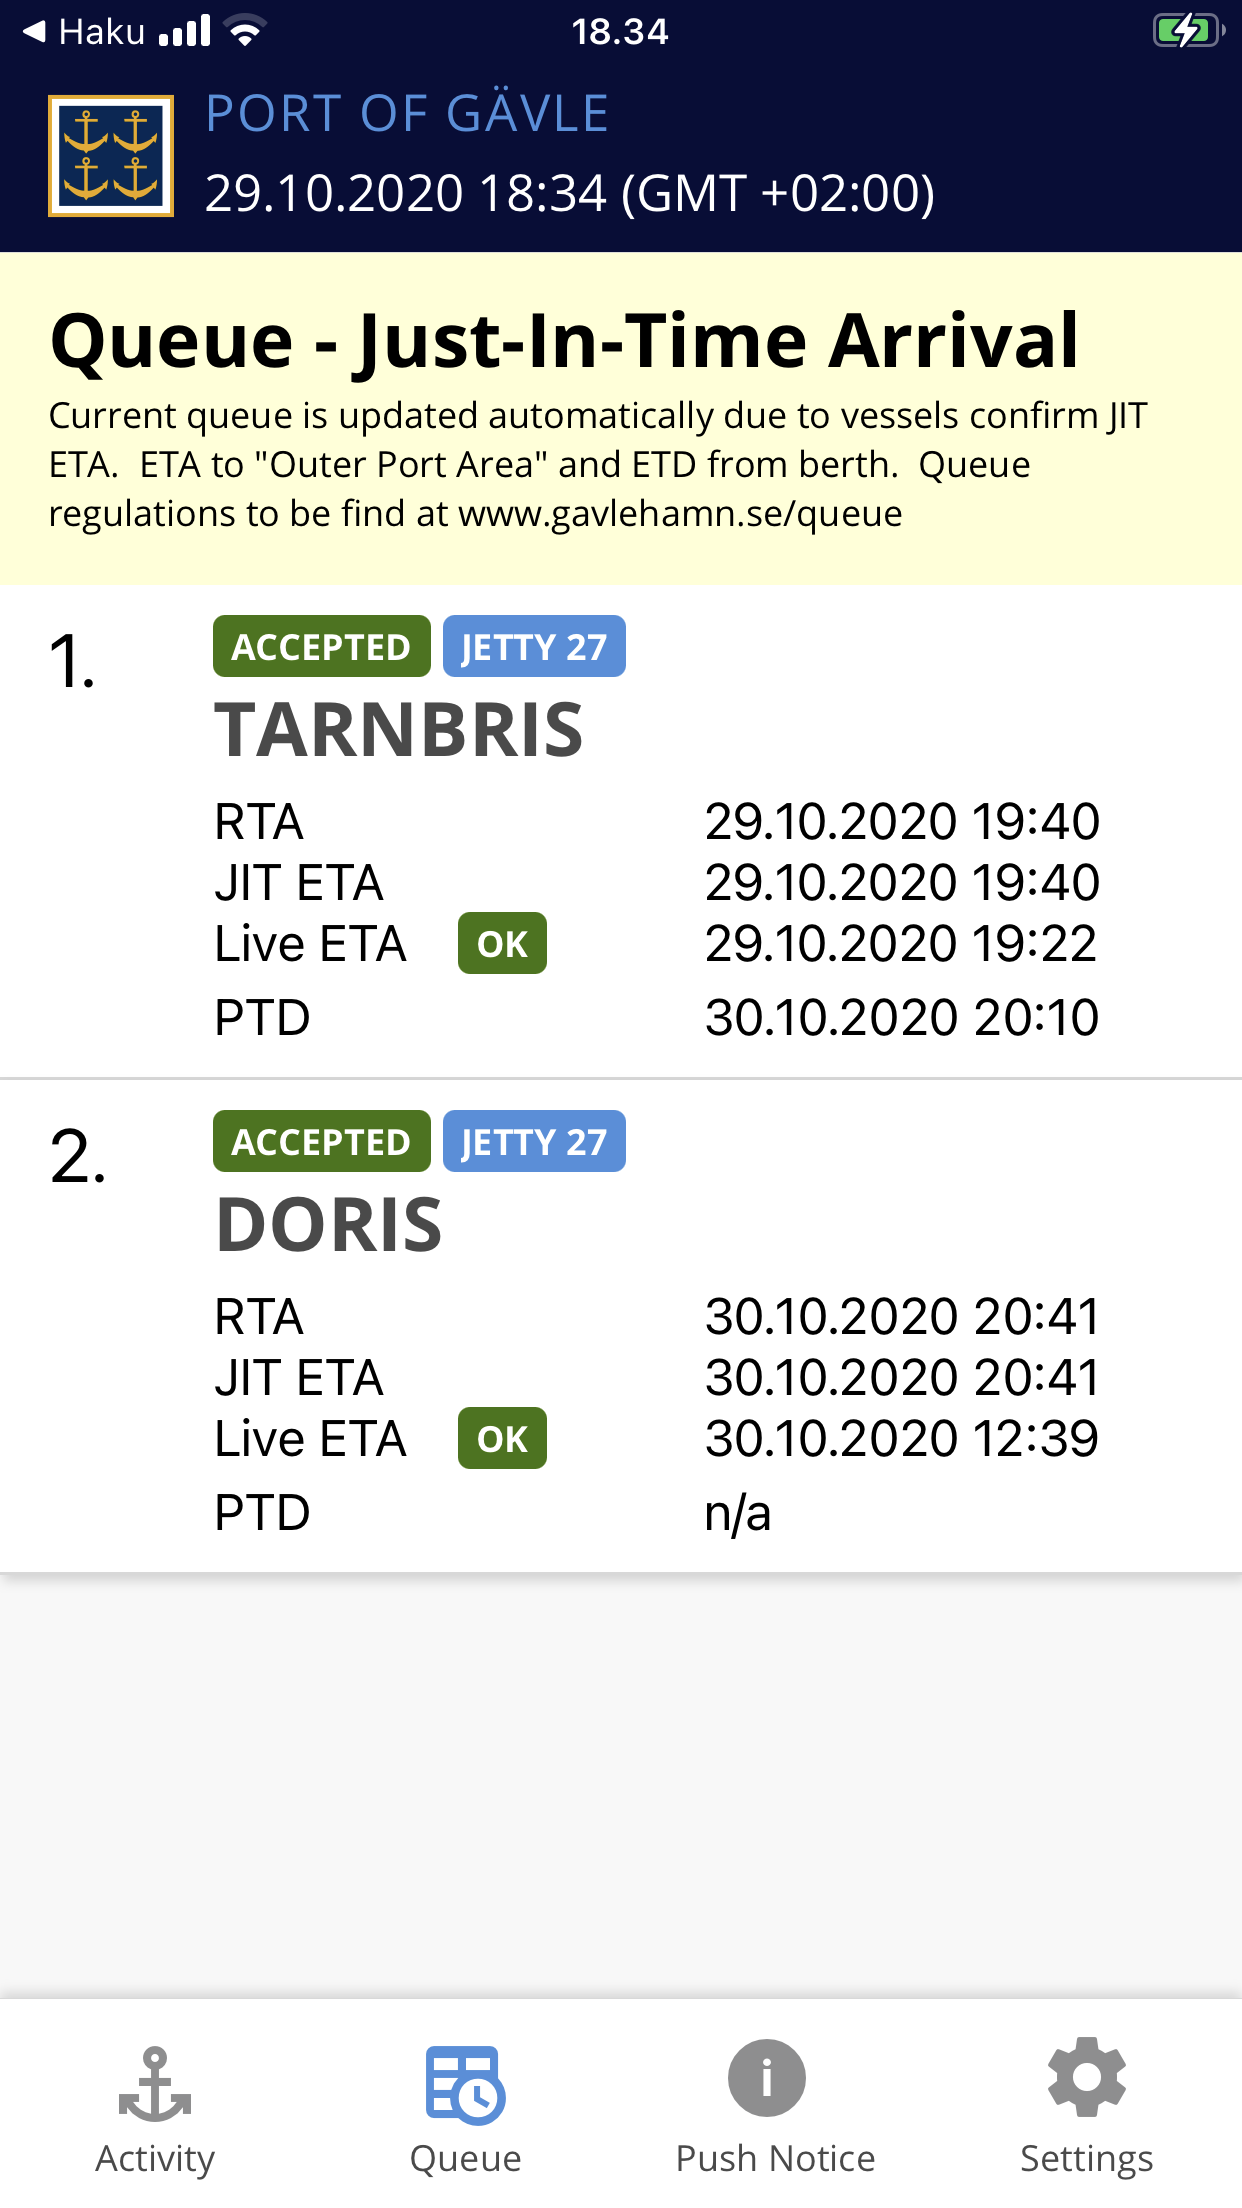 Haku 18.34
PORT OF GÄVLE
29.10.2020 18:34 (GMT +02:00)
Queue - Just-In-Time Arrival
Current queue is updated automatically due to vessels confirm JIT
ETA.  ETA to "Outer Port Area" and ETD from berth.  Queue
regulations to be find at www.gavlehamn.se/queue
1. ACCEPTED JETTY 27
TARNBRIS
RTA 29.10.2020 19:40
JIT ETA 29.10.2020 19:40
Live ETA OK 29.10.2020 19:22
PTD 30.10.2020 20:10
2. ACCEPTED JETTY 27
DORIS
RTA 30.10.2020 20:41
JIT ETA 30.10.2020 20:41
Live ETA OK 30.10.2020 12:39
PTD n/a
Activity Queue Push Notice Settings